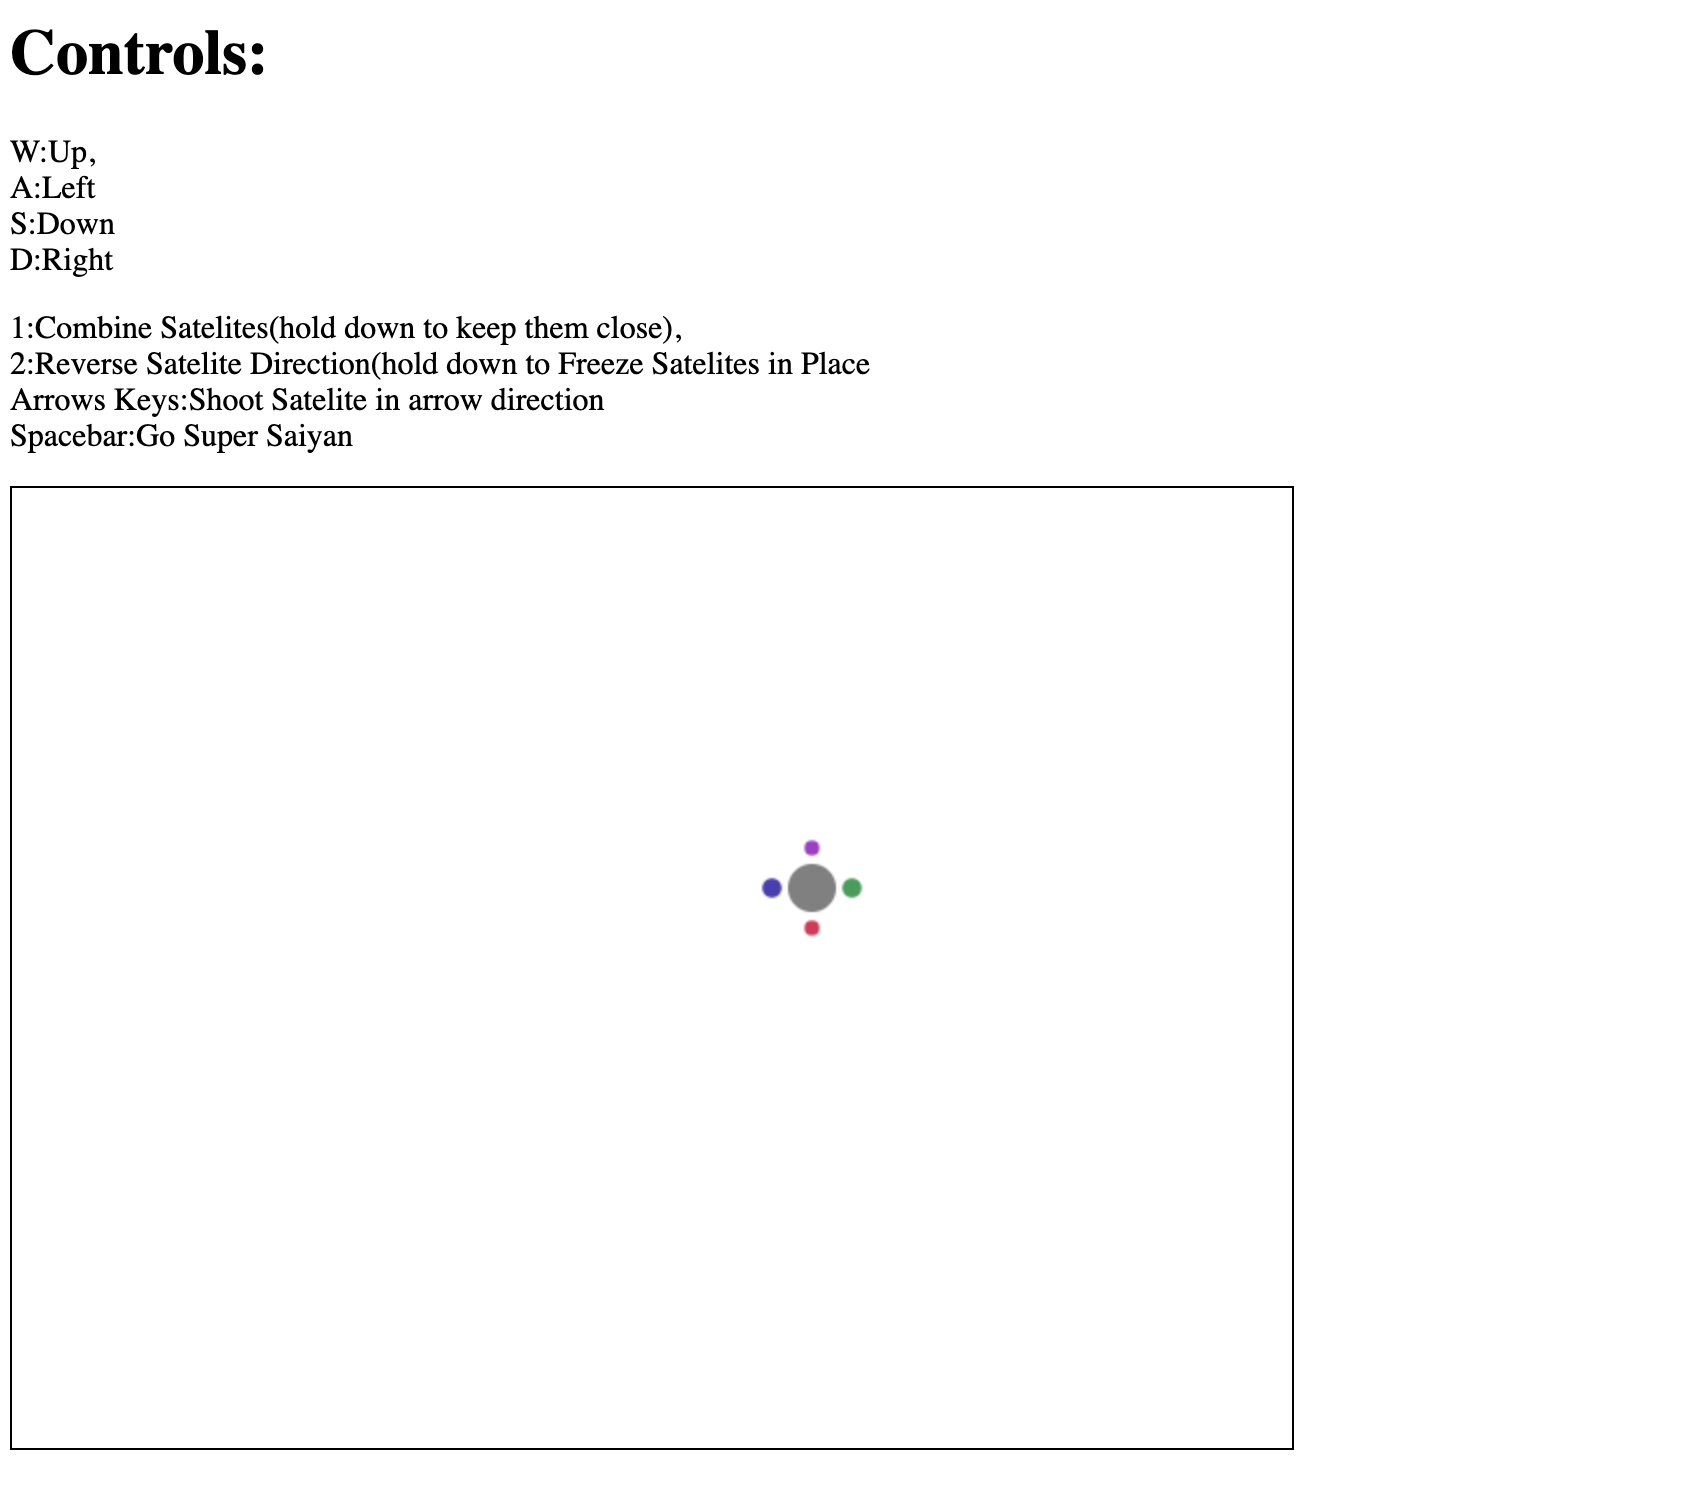 Controls:
W:Up,
A:Left
S:Down
D:Right
1:Combine Satelites(hold down to keep them close),
2:Reverse Satelite Direction(hold down to Freeze Satelites in Place
Arrows Keys:Shoot Satelite in arrow direction
Spacebar:Go Super Saiyan